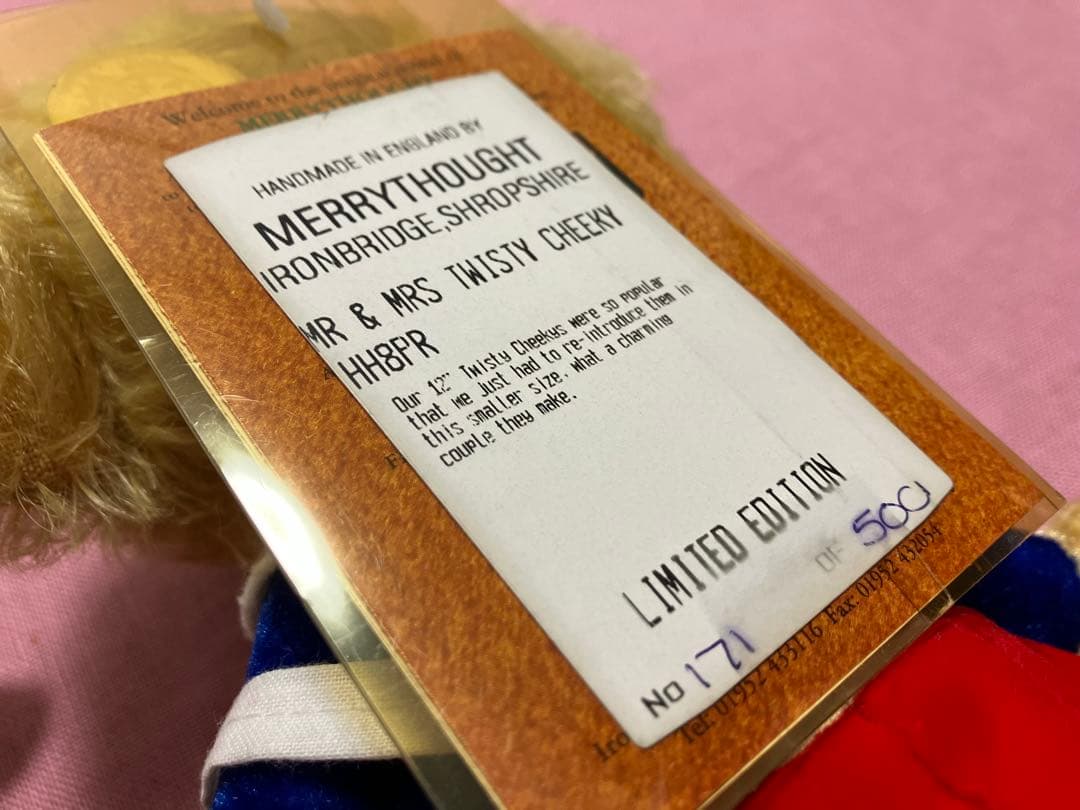 Welcome to the
HANDMADE IN ENGLAND BY
MERRYTHOUGHT
IRONBRIDGE,SHROPSHIRE
MR & MRS TWISTY CHEEKY
HH8PR
Our 12" Twisty Cheekys were so popular
that we just had to re-introduce them in
this smaller size, what a charming
couple they make.
LIMITED EDITION
No 171 OF 500
Tel: 01952 433116 Fax: 01952 432054